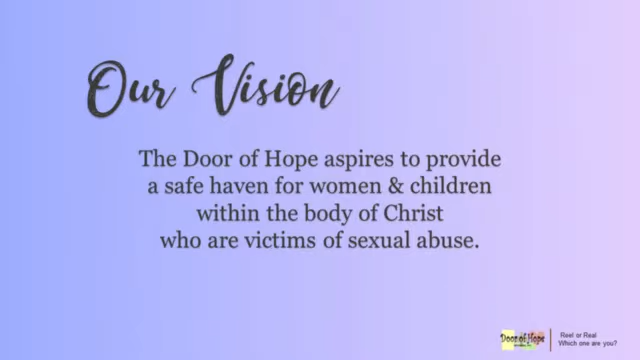 Our Vision
The Door of Hope aspires to provide
a safe haven for women & children
within the body of Christ
who are victims of sexual abuse.
Door of Hope
Reel or Real
Which one are you?